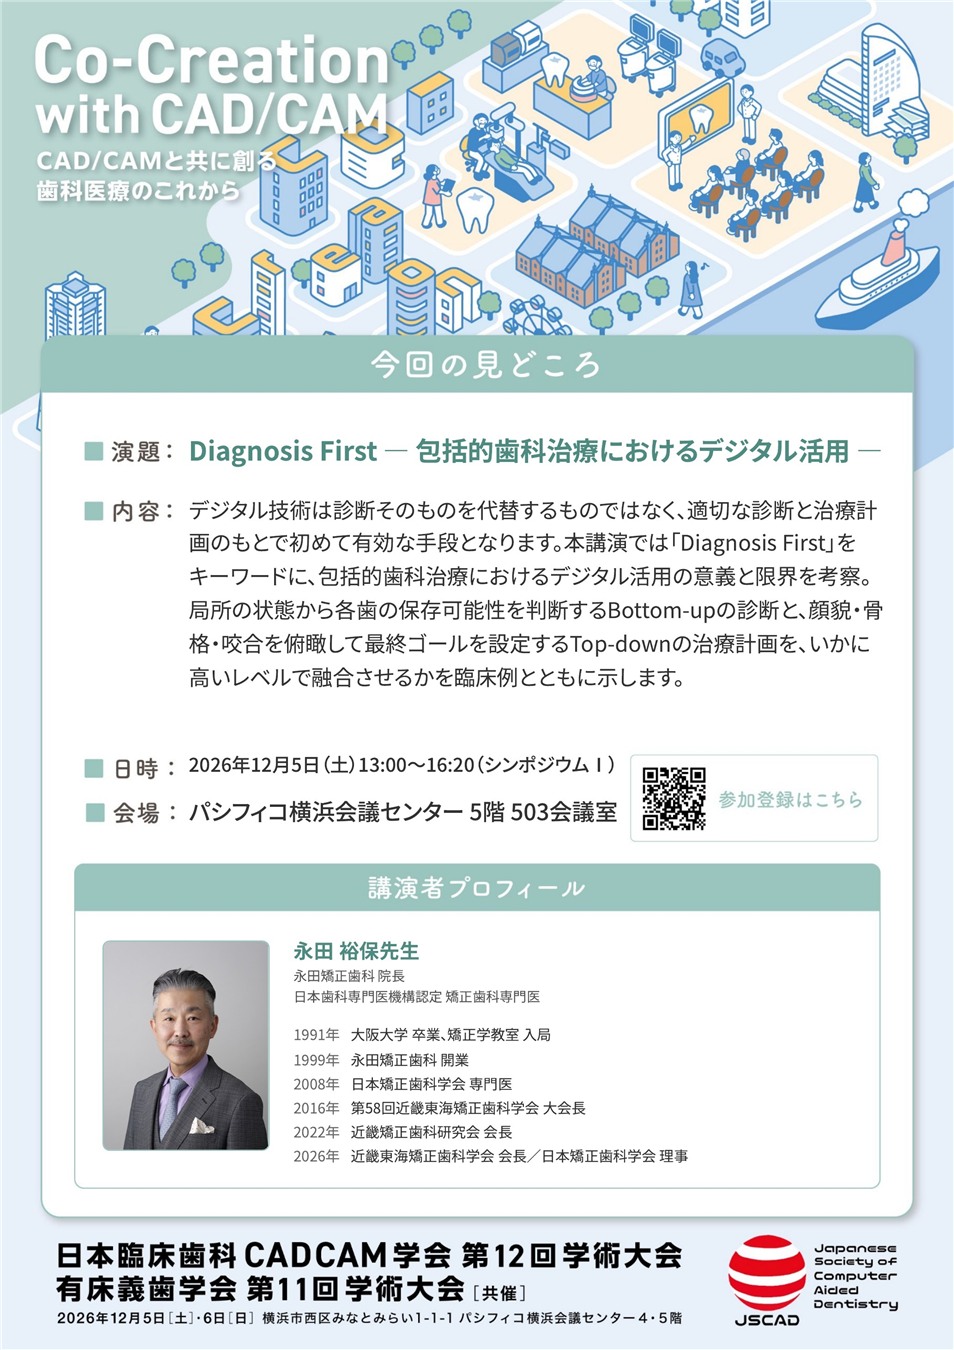 Co-Creation
with CAD/CAM
CAD/CAMと共に創る
歯科医療のこれから
今回の見どころ
演題： Diagnosis First ― 包括的歯科治療におけるデジタル活用 ―
内容： デジタル技術は診断そのものを代替するものではなく、適切な診断と治療計
画のもとで初めて有効な手段となります。本講演では「Diagnosis First」を
キーワードに、包括的歯科治療におけるデジタル活用の意義と限界を考察。
局所の状態から各歯の保存可能性を判断するBottom-upの診断と、顔貌・骨
格・咬合を俯瞰して最終ゴールを設定するTop-downの治療計画を、いかに
高いレベルで融合させるかを臨床例とともに示します。
日時： 2026年12月5日（土）13:00～16:20（シンポジウムⅠ）
会場： パシフィコ横浜会議センター 5階 503会議室
参加登録はこちら
講演者プロフィール
永田 裕保先生
永田矯正歯科 院長
日本歯科専門医機構認定 矯正歯科専門医
1991年 大阪大学 卒業、矯正学教室 入局
1999年 永田矯正歯科 開業
2008年 日本矯正歯科学会 専門医
2016年 第58回近畿東海矯正歯科学会 大会長
2022年 近畿矯正歯科研究会 会長
2026年 近畿東海矯正歯科学会 会長／日本矯正歯科学会 理事
日本臨床歯科CADCAM学会 第12回学術大会
有床義歯学会 第11回学術大会［共催］
2026年12月5日［土］・6日［日］ 横浜市西区みなとみらい1-1-1 パシフィコ横浜会議センター4・5階
JSCAD
Japanese
Society of
Computer
Aided
Dentistry